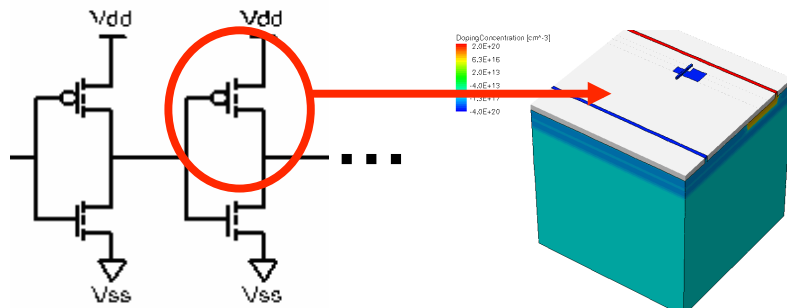 Vdd
Vdd
Vss
Vss
DopingConcentration [cm^-3]
2.0E+20
6.3E+16
2.0E+13
-4.0E+13
-1.3E+17
-4.0E+20